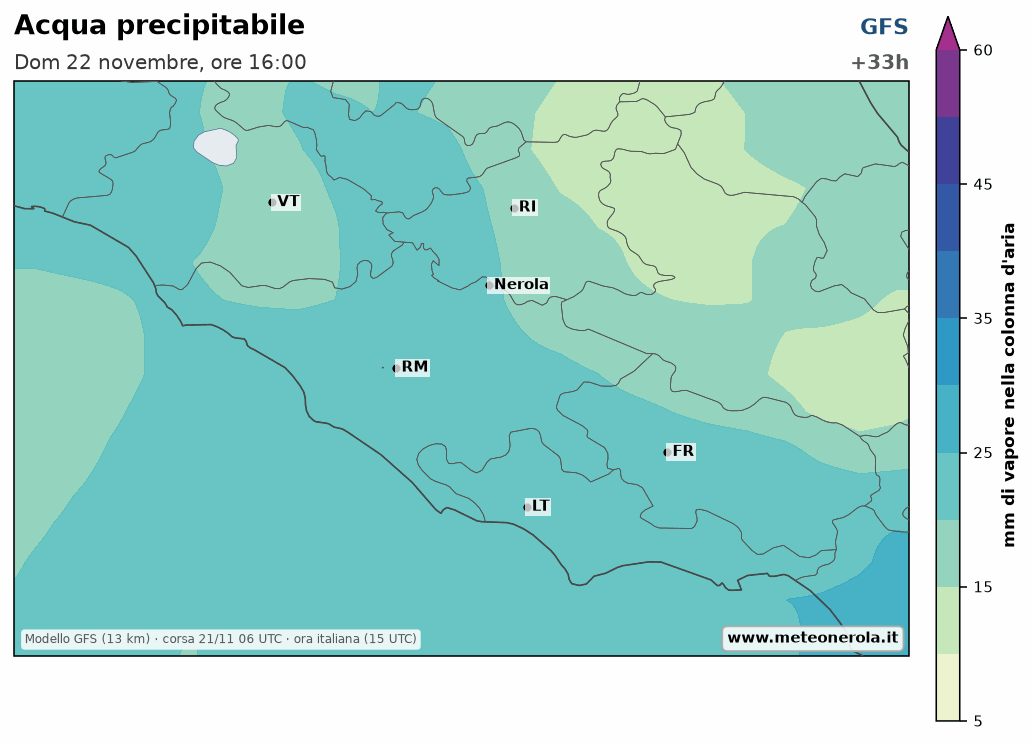 Acqua precipitabile
GFS
Dom 22 novembre, ore 16:00
+33h
60
45
35
25
15
5
mm di vapore nella colonna d'aria
VT
RI
Nerola
RM
FR
LT
Modello GFS (13 km) · corsa 21/11 06 UTC · ora italiana (15 UTC)
www.meteonerola.it